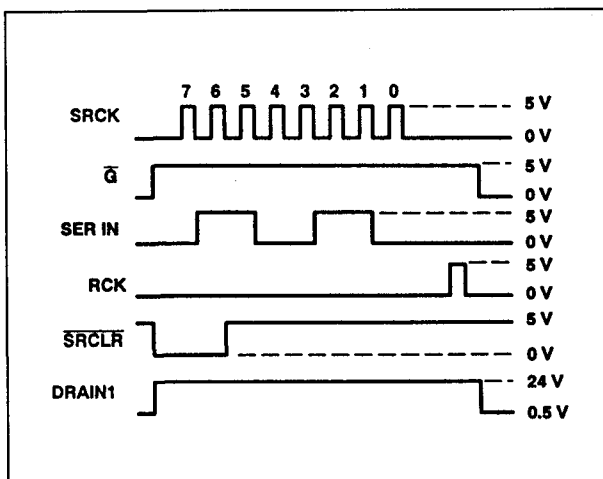 7 6 5 4 3 2 1 0
SRCK
5 V
0 V
G
5 V
0 V
SER IN
5 V
0 V
RCK
5 V
0 V
SRCLR
5 V
0 V
DRAIN1
24 V
0.5 V